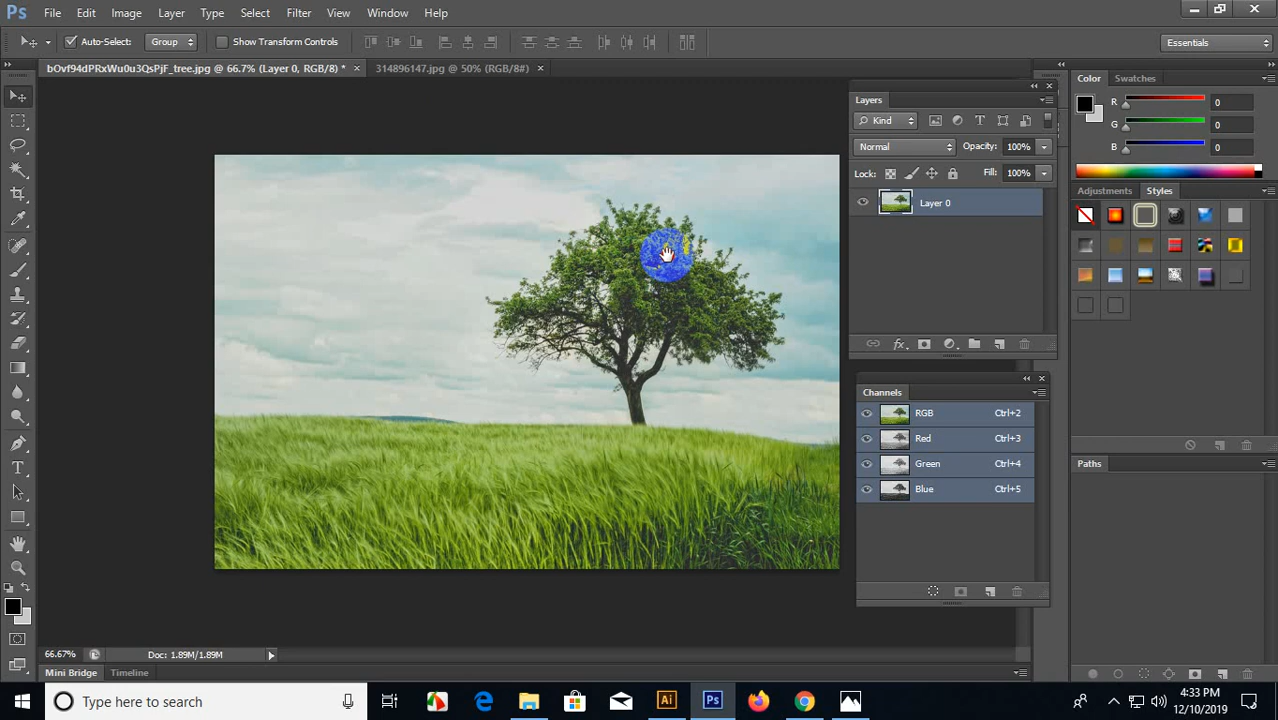 Ps File Edit Image Layer Type Select Filter View Window Help
Auto-Select: Group Show Transform Controls Essentials
bOvf94dPRxWu0u3QsPjF_tree.jpg @ 66.7% (Layer 0, RGB/8) * × 314896147.jpg @ 50% (RGB/8#) ×
Layers
Kind
Normal Opacity: 100%
Lock: Fill: 100%
Layer 0
fx
Channels
RGB Ctrl+2
Red Ctrl+3
Green Ctrl+4
Blue Ctrl+5
Color Swatches
R 0
G 0
B 0
Adjustments Styles
Paths
66.67% Doc: 1.89M/1.89M
Mini Bridge Timeline
Type here to search
Ai Ps
4:33 PM
12/10/2019